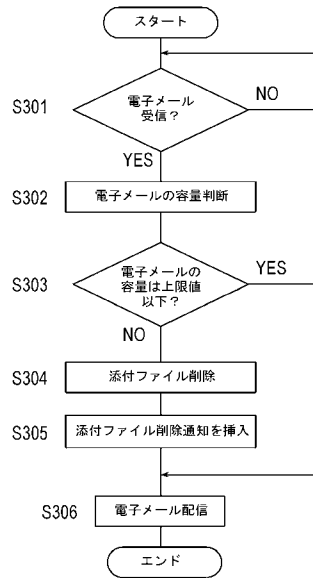 スタート
S301
電子メール
受信？
NO
YES
S302
電子メールの容量判断
S303
電子メールの
容量は上限値
以下？
YES
NO
S304
添付ファイル削除
S305
添付ファイル削除通知を挿入
S306
電子メール配信
エンド